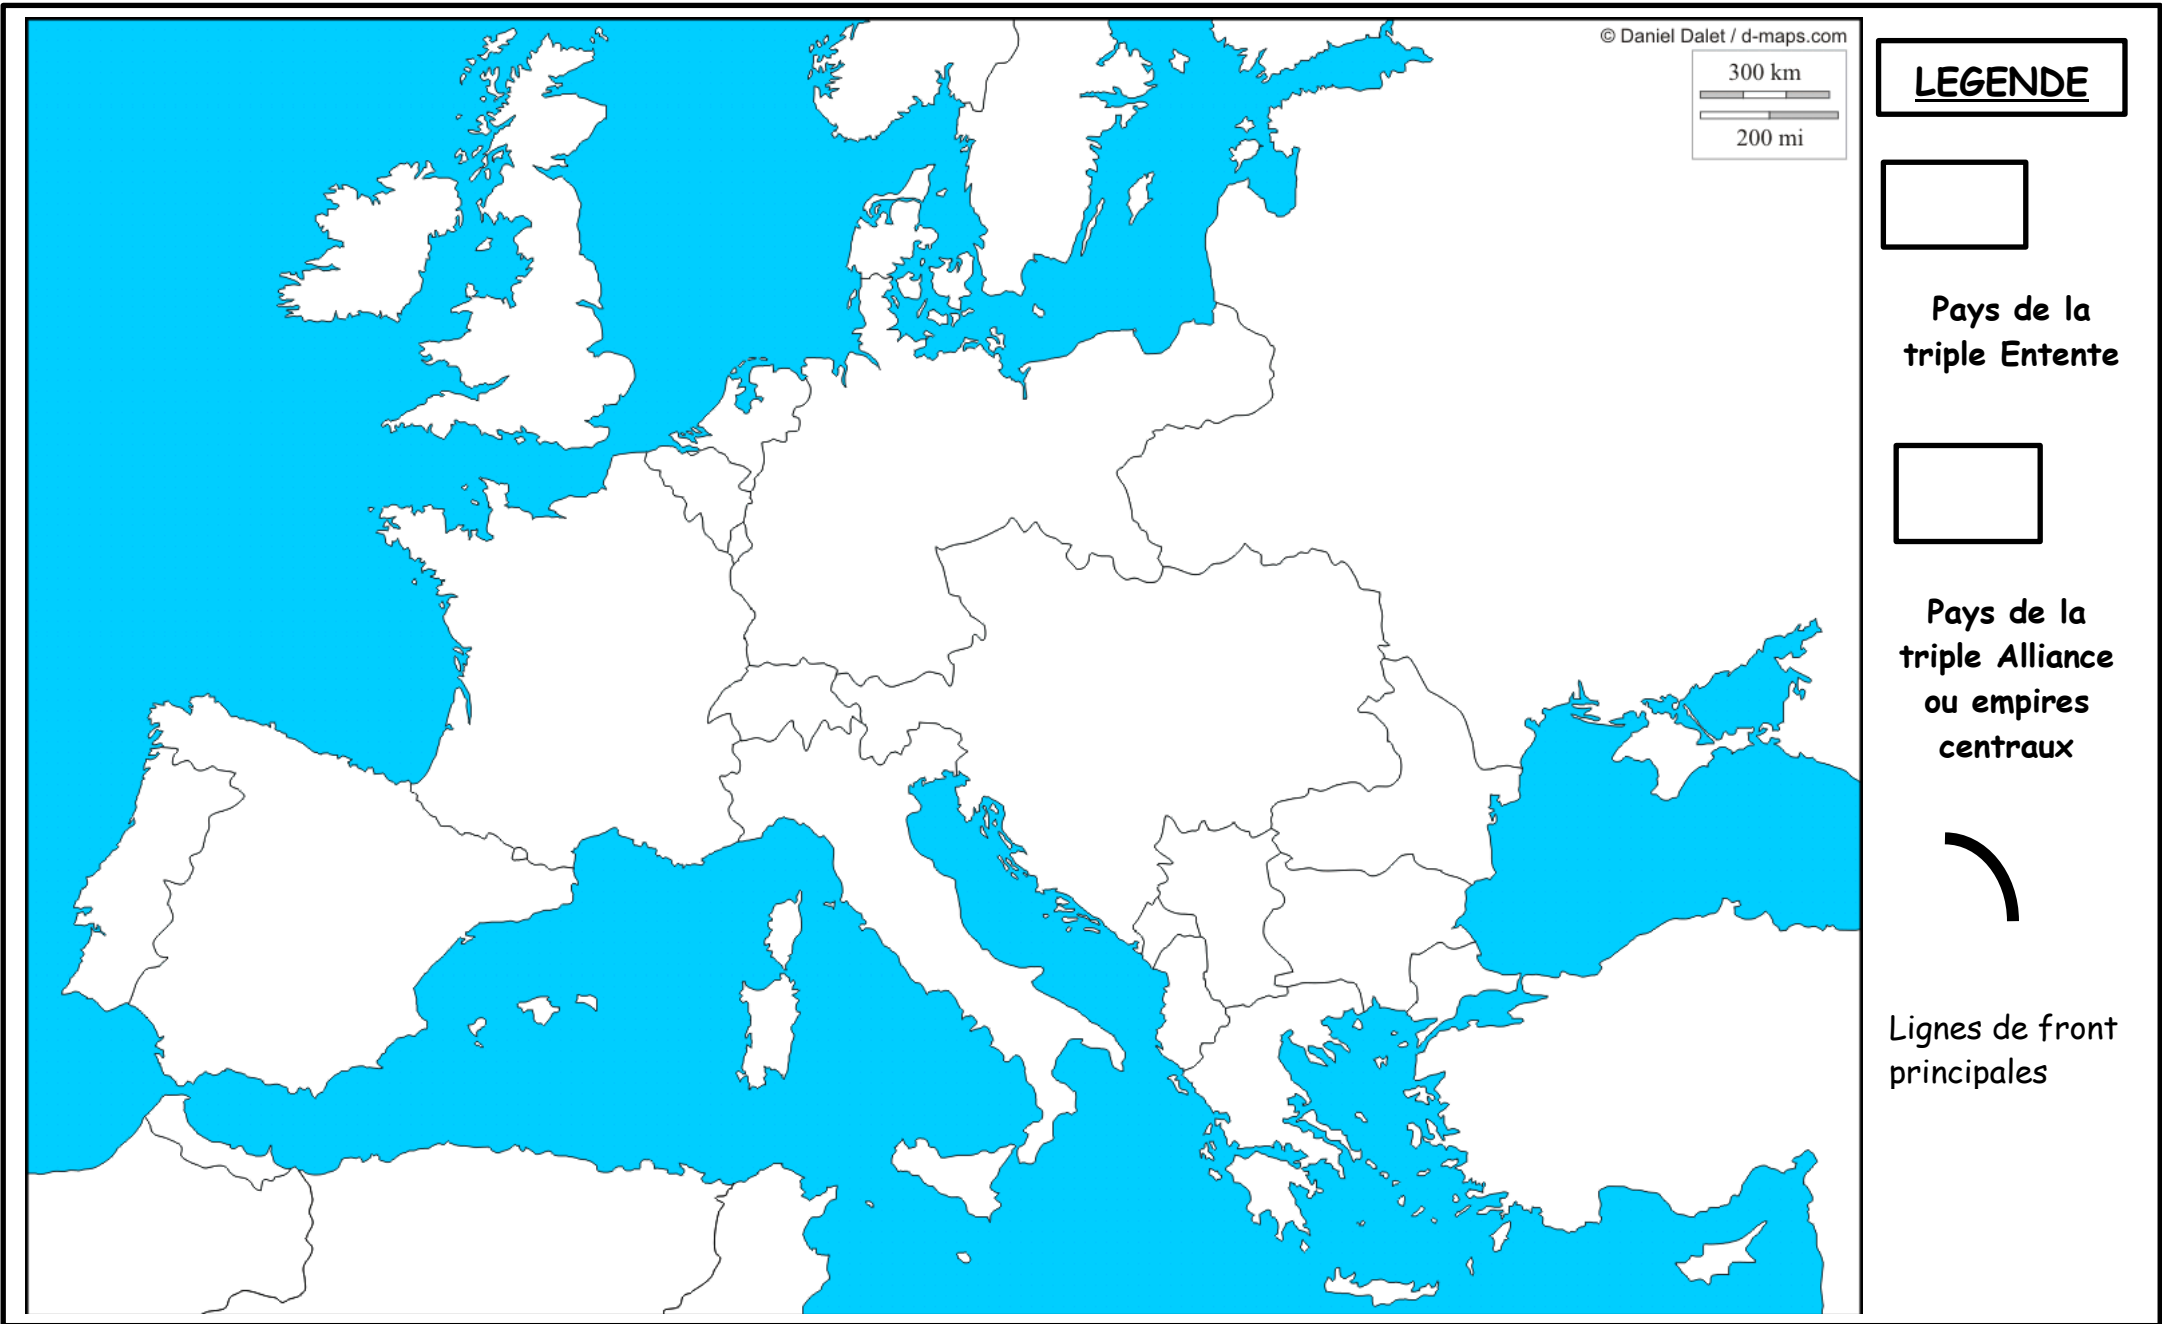 © Daniel Dalet / d-maps.com
300 km
200 mi
LEGENDE
Pays de la
triple Entente
Pays de la
triple Alliance
ou empires
centraux
Lignes de front
principales